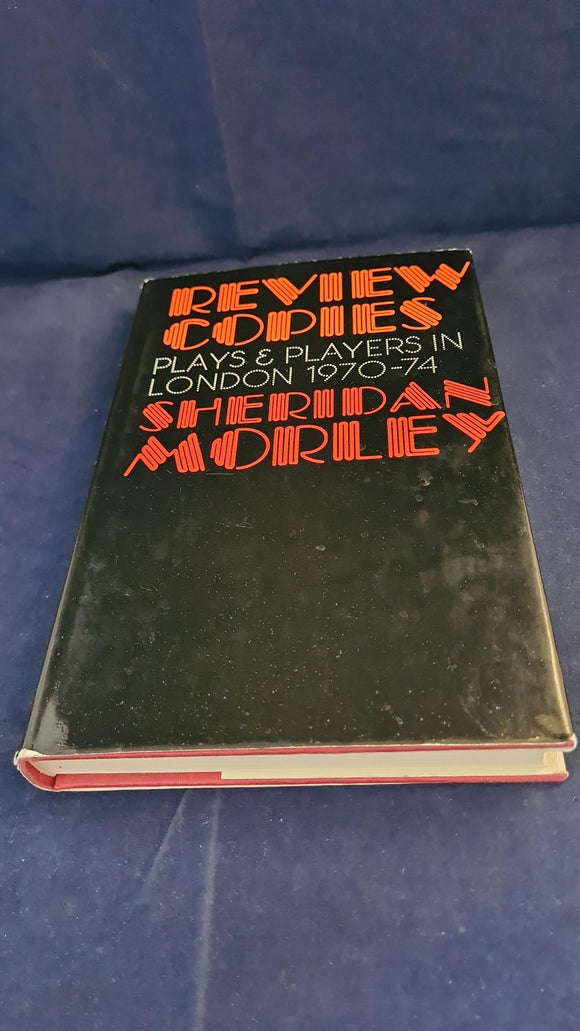 REVIEW
COPIES
PLAYS & PLAYERS IN
LONDON 1970-74
SHERIDAN
MORLEY